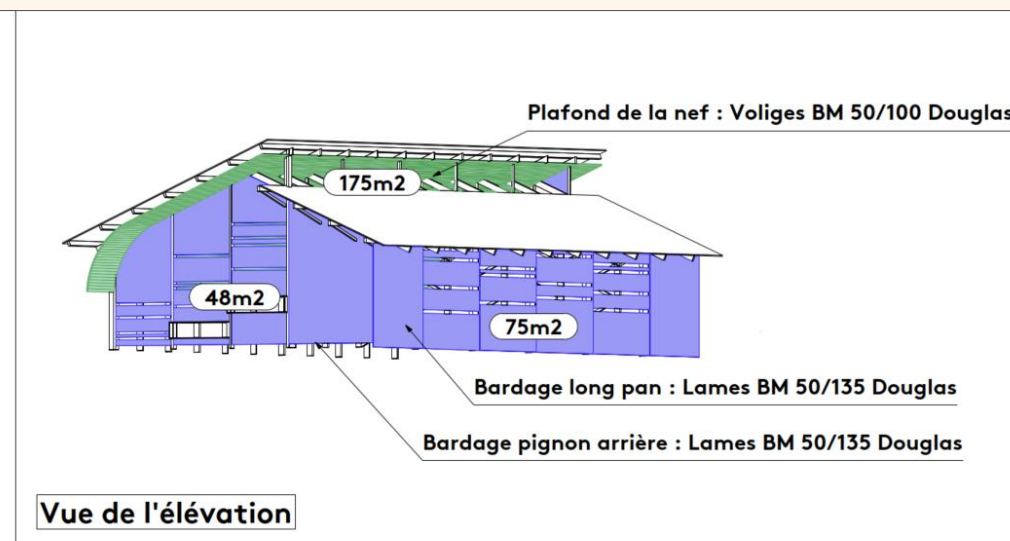 Plafond de la nef : Voliges BM 50/100 Douglas
175m2
48m2
75m2
Bardage long pan : Lames BM 50/135 Douglas
Bardage pignon arrière : Lames BM 50/135 Douglas
Vue de l'élévation